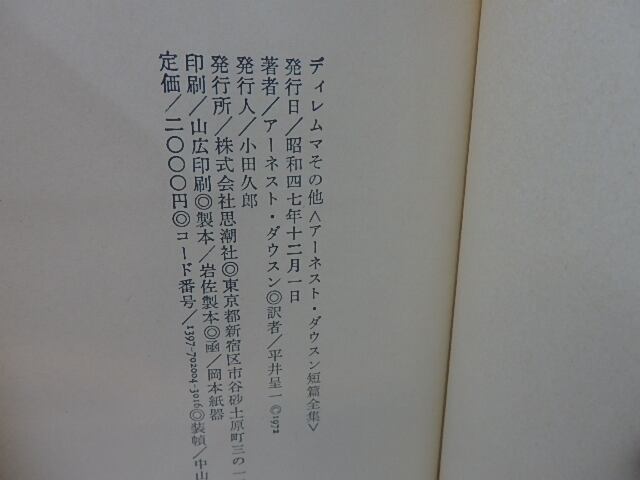 ディレムマその他〈アーネスト・ダウスン短篇全集〉
発行日/昭和四七年十二月一日
著者/アーネスト・ダウスン◎訳者/平井呈一©1972
発行人/小田久郎
発行所/株式会社思潮社◎東京都新宿区市谷砂土原町三の一
印刷/山広印刷◎製本/岩佐製本◎函/岡本紙器
定価/二〇〇〇円◎コード番号/1397-702004-3016◎装幀/中山